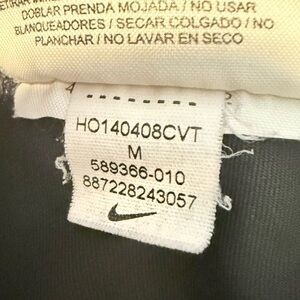 DOBLAR PRENDA MOJADA / NO USAR
BLANQUEADORES / SECAR COLGADO / NO
PLANCHAR / NO LAVAR EN SECO
HO140408CVT
M
589366-010
887228243057